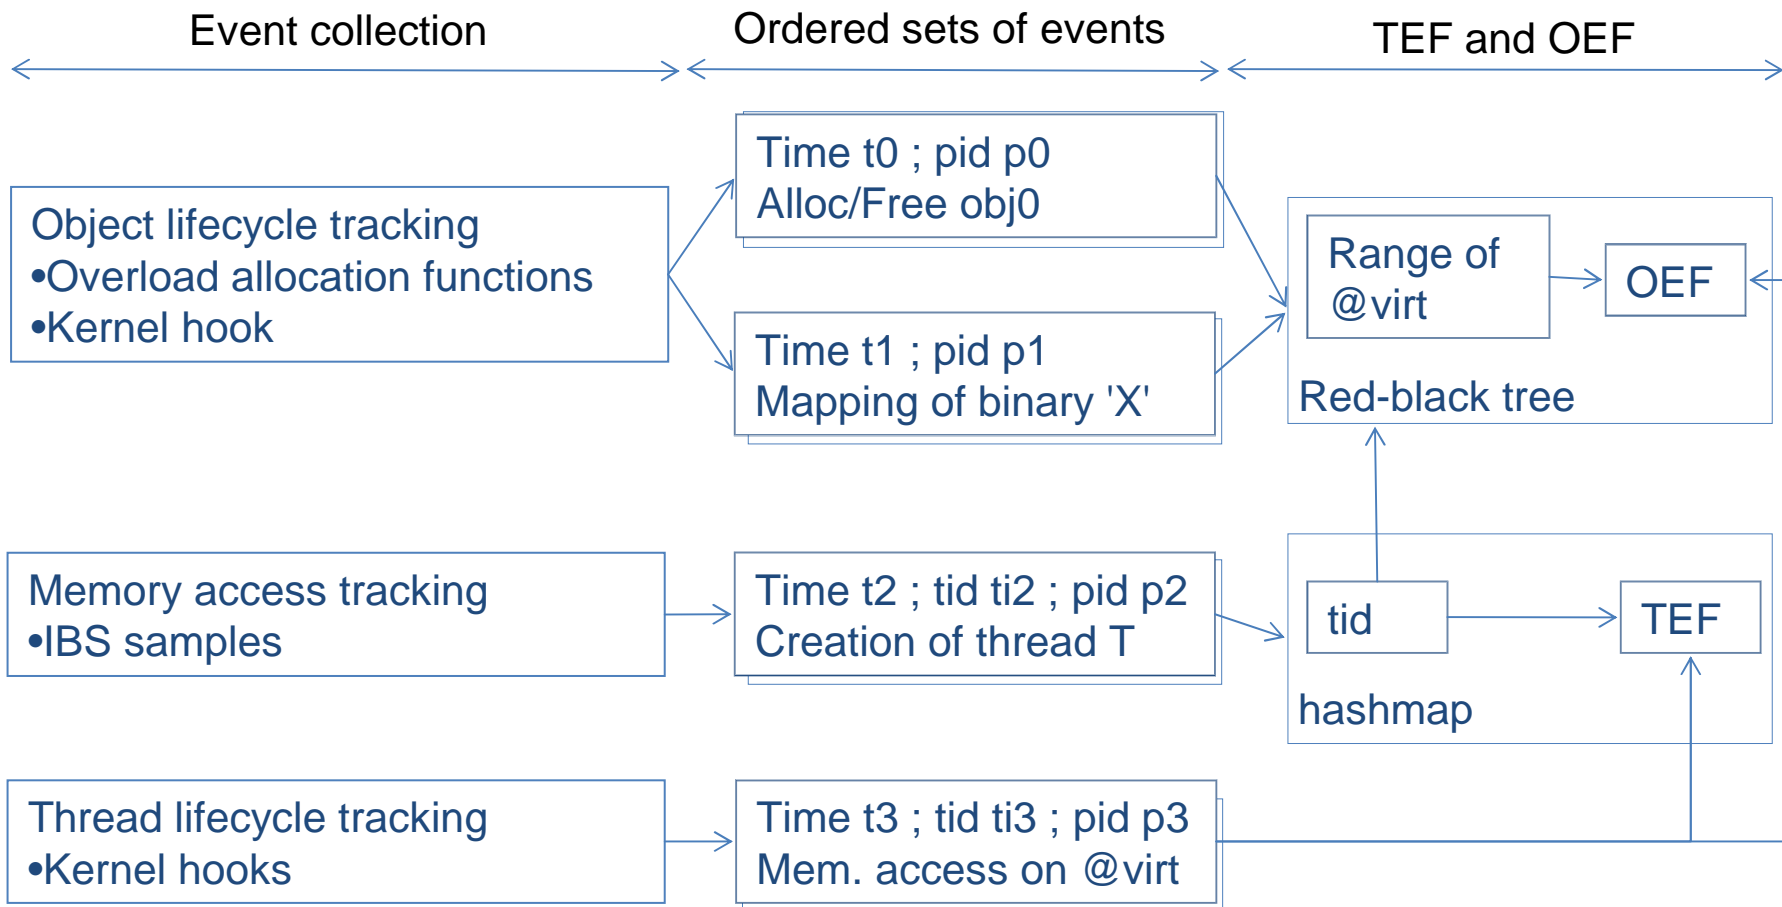 Event collection
Ordered sets of events
TEF and OEF
Object lifecycle tracking
•Overload allocation functions
•Kernel hook
Time t0 ; pid p0
Alloc/Free obj0
Time t1 ; pid p1
Mapping of binary 'X'
Range of
@virt
OEF
Red-black tree
Memory access tracking
•IBS samples
Time t2 ; tid ti2 ; pid p2
Creation of thread T
tid
TEF
hashmap
Thread lifecycle tracking
•Kernel hooks
Time t3 ; tid ti3 ; pid p3
Mem. access on @virt